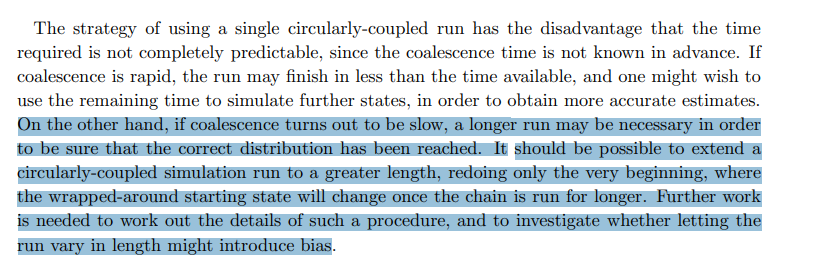 The strategy of using a single circularly-coupled run has the disadvantage that the time
required is not completely predictable, since the coalescence time is not known in advance. If
coalescence is rapid, the run may finish in less than the time available, and one might wish to
use the remaining time to simulate further states, in order to obtain more accurate estimates.
On the other hand, if coalescence turns out to be slow, a longer run may be necessary in order
to be sure that the correct distribution has been reached. It should be possible to extend a
circularly-coupled simulation run to a greater length, redoing only the very beginning, where
the wrapped-around starting state will change once the chain is run for longer. Further work
is needed to work out the details of such a procedure, and to investigate whether letting the
run vary in length might introduce bias.